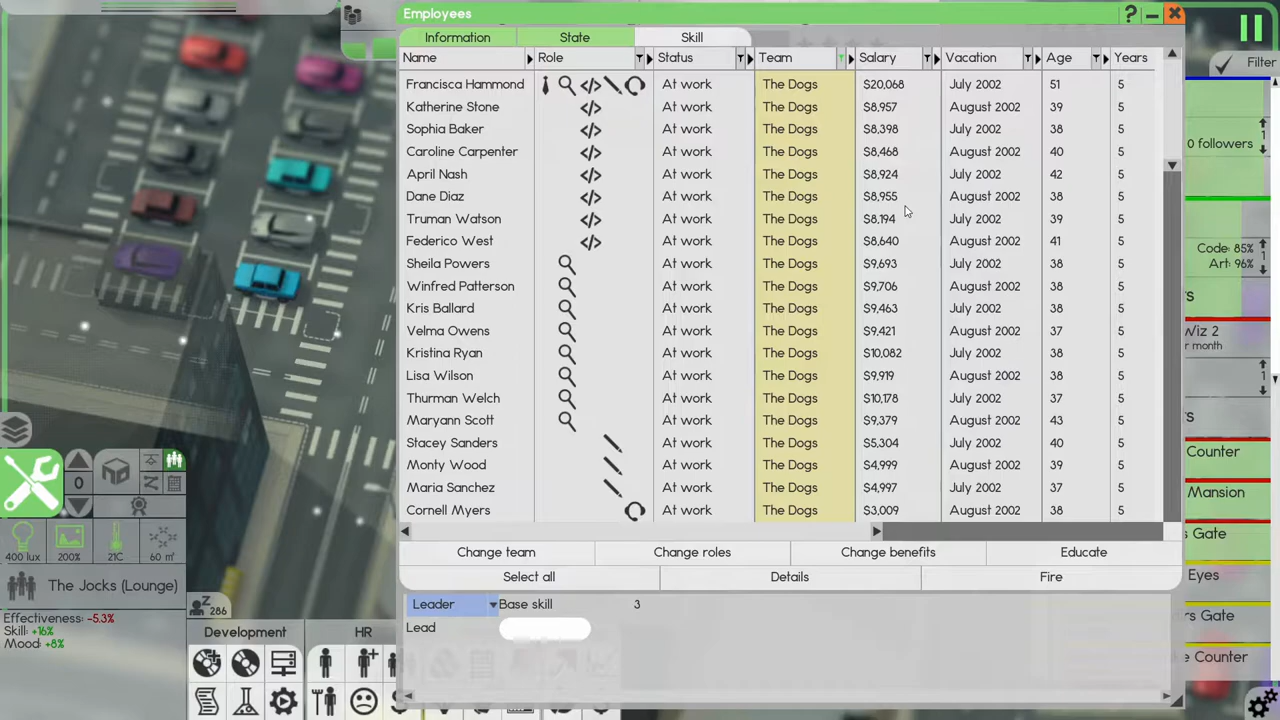 Employees
? 
Information State Skill
Name Role Status Team Salary Vacation Age Years
Filter
Francisca Hammond At work The Dogs $20,068 July 2002 51 5
Katherine Stone At work The Dogs $8,957 August 2002 39 5
Sophia Baker At work The Dogs $8,398 July 2002 38 5
0 followers
Caroline Carpenter At work The Dogs $8,468 August 2002 40 5
April Nash At work The Dogs $8,924 July 2002 42 5
Dane Diaz At work The Dogs $8,955 August 2002 38 5
Truman Watson At work The Dogs $8,194 July 2002 39 5
Federico West At work The Dogs $8,640 August 2002 41 5
Code: 85%
Art: 96%
Sheila Powers At work The Dogs $9,693 July 2002 38 5
Winfred Patterson At work The Dogs $9,706 August 2002 38 5
Kris Ballard At work The Dogs $9,463 July 2002 38 5
Velma Owens At work The Dogs $9,421 August 2002 37 5
Wiz 2
r month
Kristina Ryan At work The Dogs $10,082 July 2002 38 5
Lisa Wilson At work The Dogs $9,919 August 2002 38 5
Thurman Welch At work The Dogs $10,178 July 2002 37 5
Maryann Scott At work The Dogs $9,379 August 2002 43 5
Stacey Sanders At work The Dogs $5,304 July 2002 40 5
Counter
Monty Wood At work The Dogs $4,999 August 2002 39 5
Maria Sanchez At work The Dogs $4,997 July 2002 37 5
Mansion
Cornell Myers At work The Dogs $3,009 August 2002 38 5
s Gate
Change team Change roles Change benefits Educate
Select all Details Fire
Eyes
Leader Base skill 3
Lead
rs Gate
e Counter
0
400 lux 200% 21C 60 m²
The Jocks (Lounge)
Effectiveness: -5.3%
Skill: +16%
Mood: +8%
Z 286
Development HR